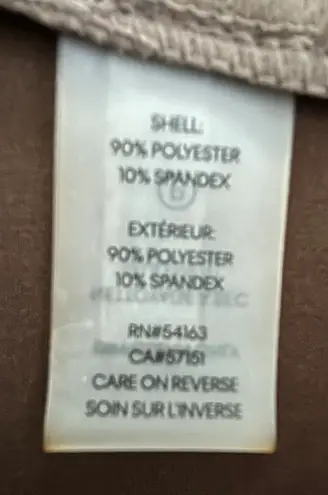 SHELL:
90% POLYESTER
10% SPANDEX
EXTÉRIEUR:
90% POLYESTER
10% SPANDEX
RN#54163
CA#57151
CARE ON REVERSE
SOIN SUR L'INVERSE